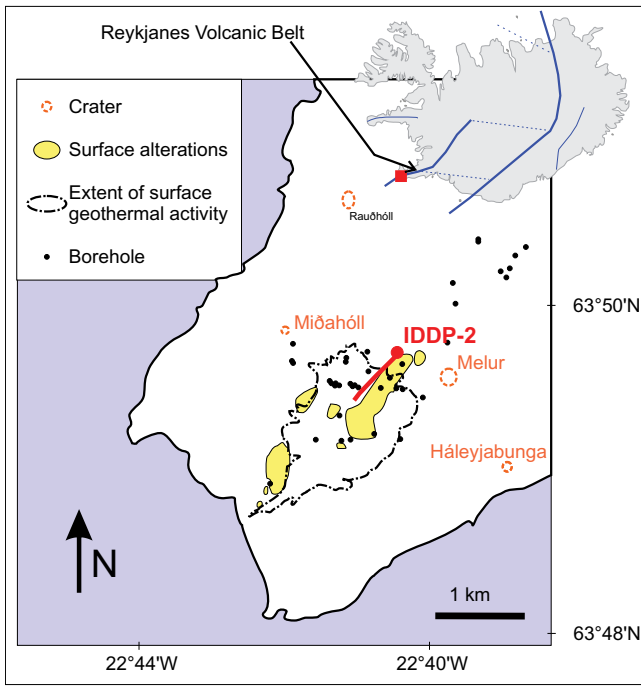 Reykjanes Volcanic Belt
Crater
Surface alterations
Extent of surface
geothermal activity
Borehole
Rauðhóll
63°50'N
Miðahóll
IDDP-2
Melur
Háleyjabunga
N
1 km
63°48'N
22°44'W
22°40'W